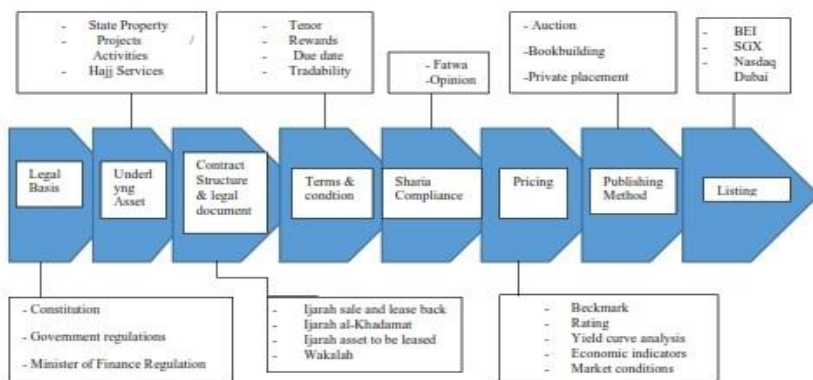 - State Property
- Projects /
Activities
- Hajj Services
- Tenor
- Rewards
- Due date
- Tradability
- Fatwa
-Opinion
- Auction
-Bookbuilding
-Private placement
- BEI
- SGX
- Nasdaq
Dubai
Legal
Basis
Underl
yng
Asset
Contract
Structure
& legal
document
Terms &
condtion
Sharia
Compliance
Pricing
Publishing
Method
Listing
- Constitution
- Government regulations
- Minister of Finance Regulation
- Ijarah sale and lease back
- Ijarah al-Khadamat
- Ijarah asset to be leased
- Wakalah
- Beckmark
- Rating
- Yield curve analysis
- Economic indicators
- Market conditions